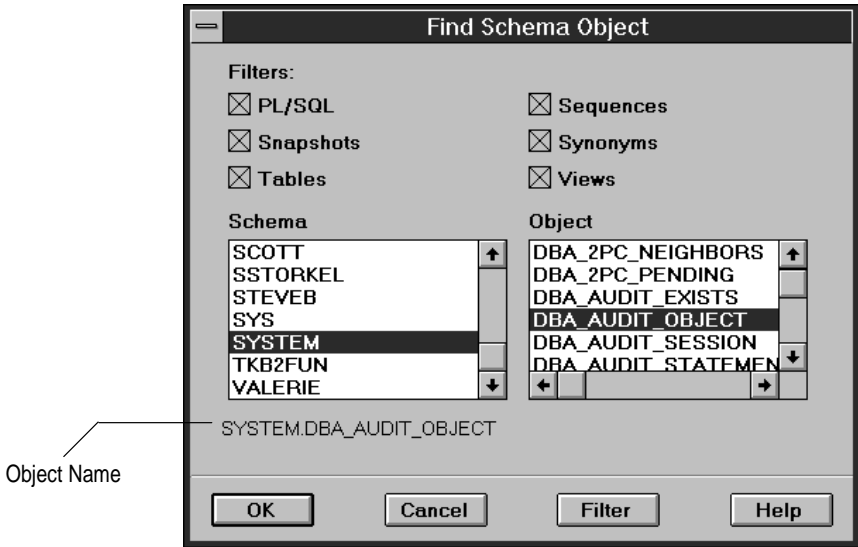 Find Schema Object
Filters:
PL/SQL
Sequences
Snapshots
Synonyms
Tables
Views
Schema
Object
SCOTT
SSTORKEL
STEVEB
SYS
SYSTEM
TKB2FUN
VALERIE
DBA_2PC_NEIGHBORS
DBA_2PC_PENDING
DBA_AUDIT_EXISTS
DBA_AUDIT_OBJECT
DBA_AUDIT_SESSION
DBA_AUDIT_STATEMEN
SYSTEM.DBA_AUDIT_OBJECT
Object Name
OK
Cancel
Filter
Help